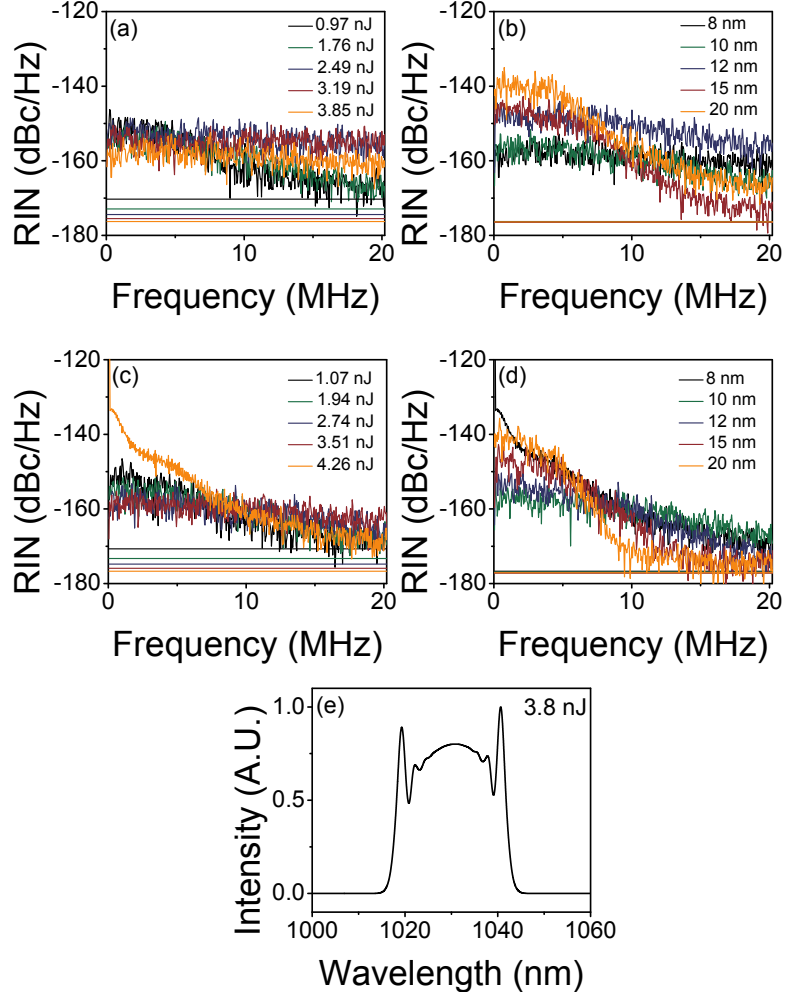 (a)
0.97 nJ
1.76 nJ
2.49 nJ
3.19 nJ
3.85 nJ
-120
-140
-160
-180
0
10
20
RIN (dBc/Hz)
Frequency (MHz)
(b)
8 nm
10 nm
12 nm
15 nm
20 nm
-120
-140
-160
-180
0
10
20
RIN (dBc/Hz)
Frequency (MHz)
(c)
1.07 nJ
1.94 nJ
2.74 nJ
3.51 nJ
4.26 nJ
-120
-140
-160
-180
0
10
20
RIN (dBc/Hz)
Frequency (MHz)
(d)
8 nm
10 nm
12 nm
15 nm
20 nm
-120
-140
-160
-180
0
10
20
RIN (dBc/Hz)
Frequency (MHz)
(e)
3.8 nJ
1.0
0.5
0.0
1000
1020
1040
1060
Intensity (A.U.)
Wavelength (nm)